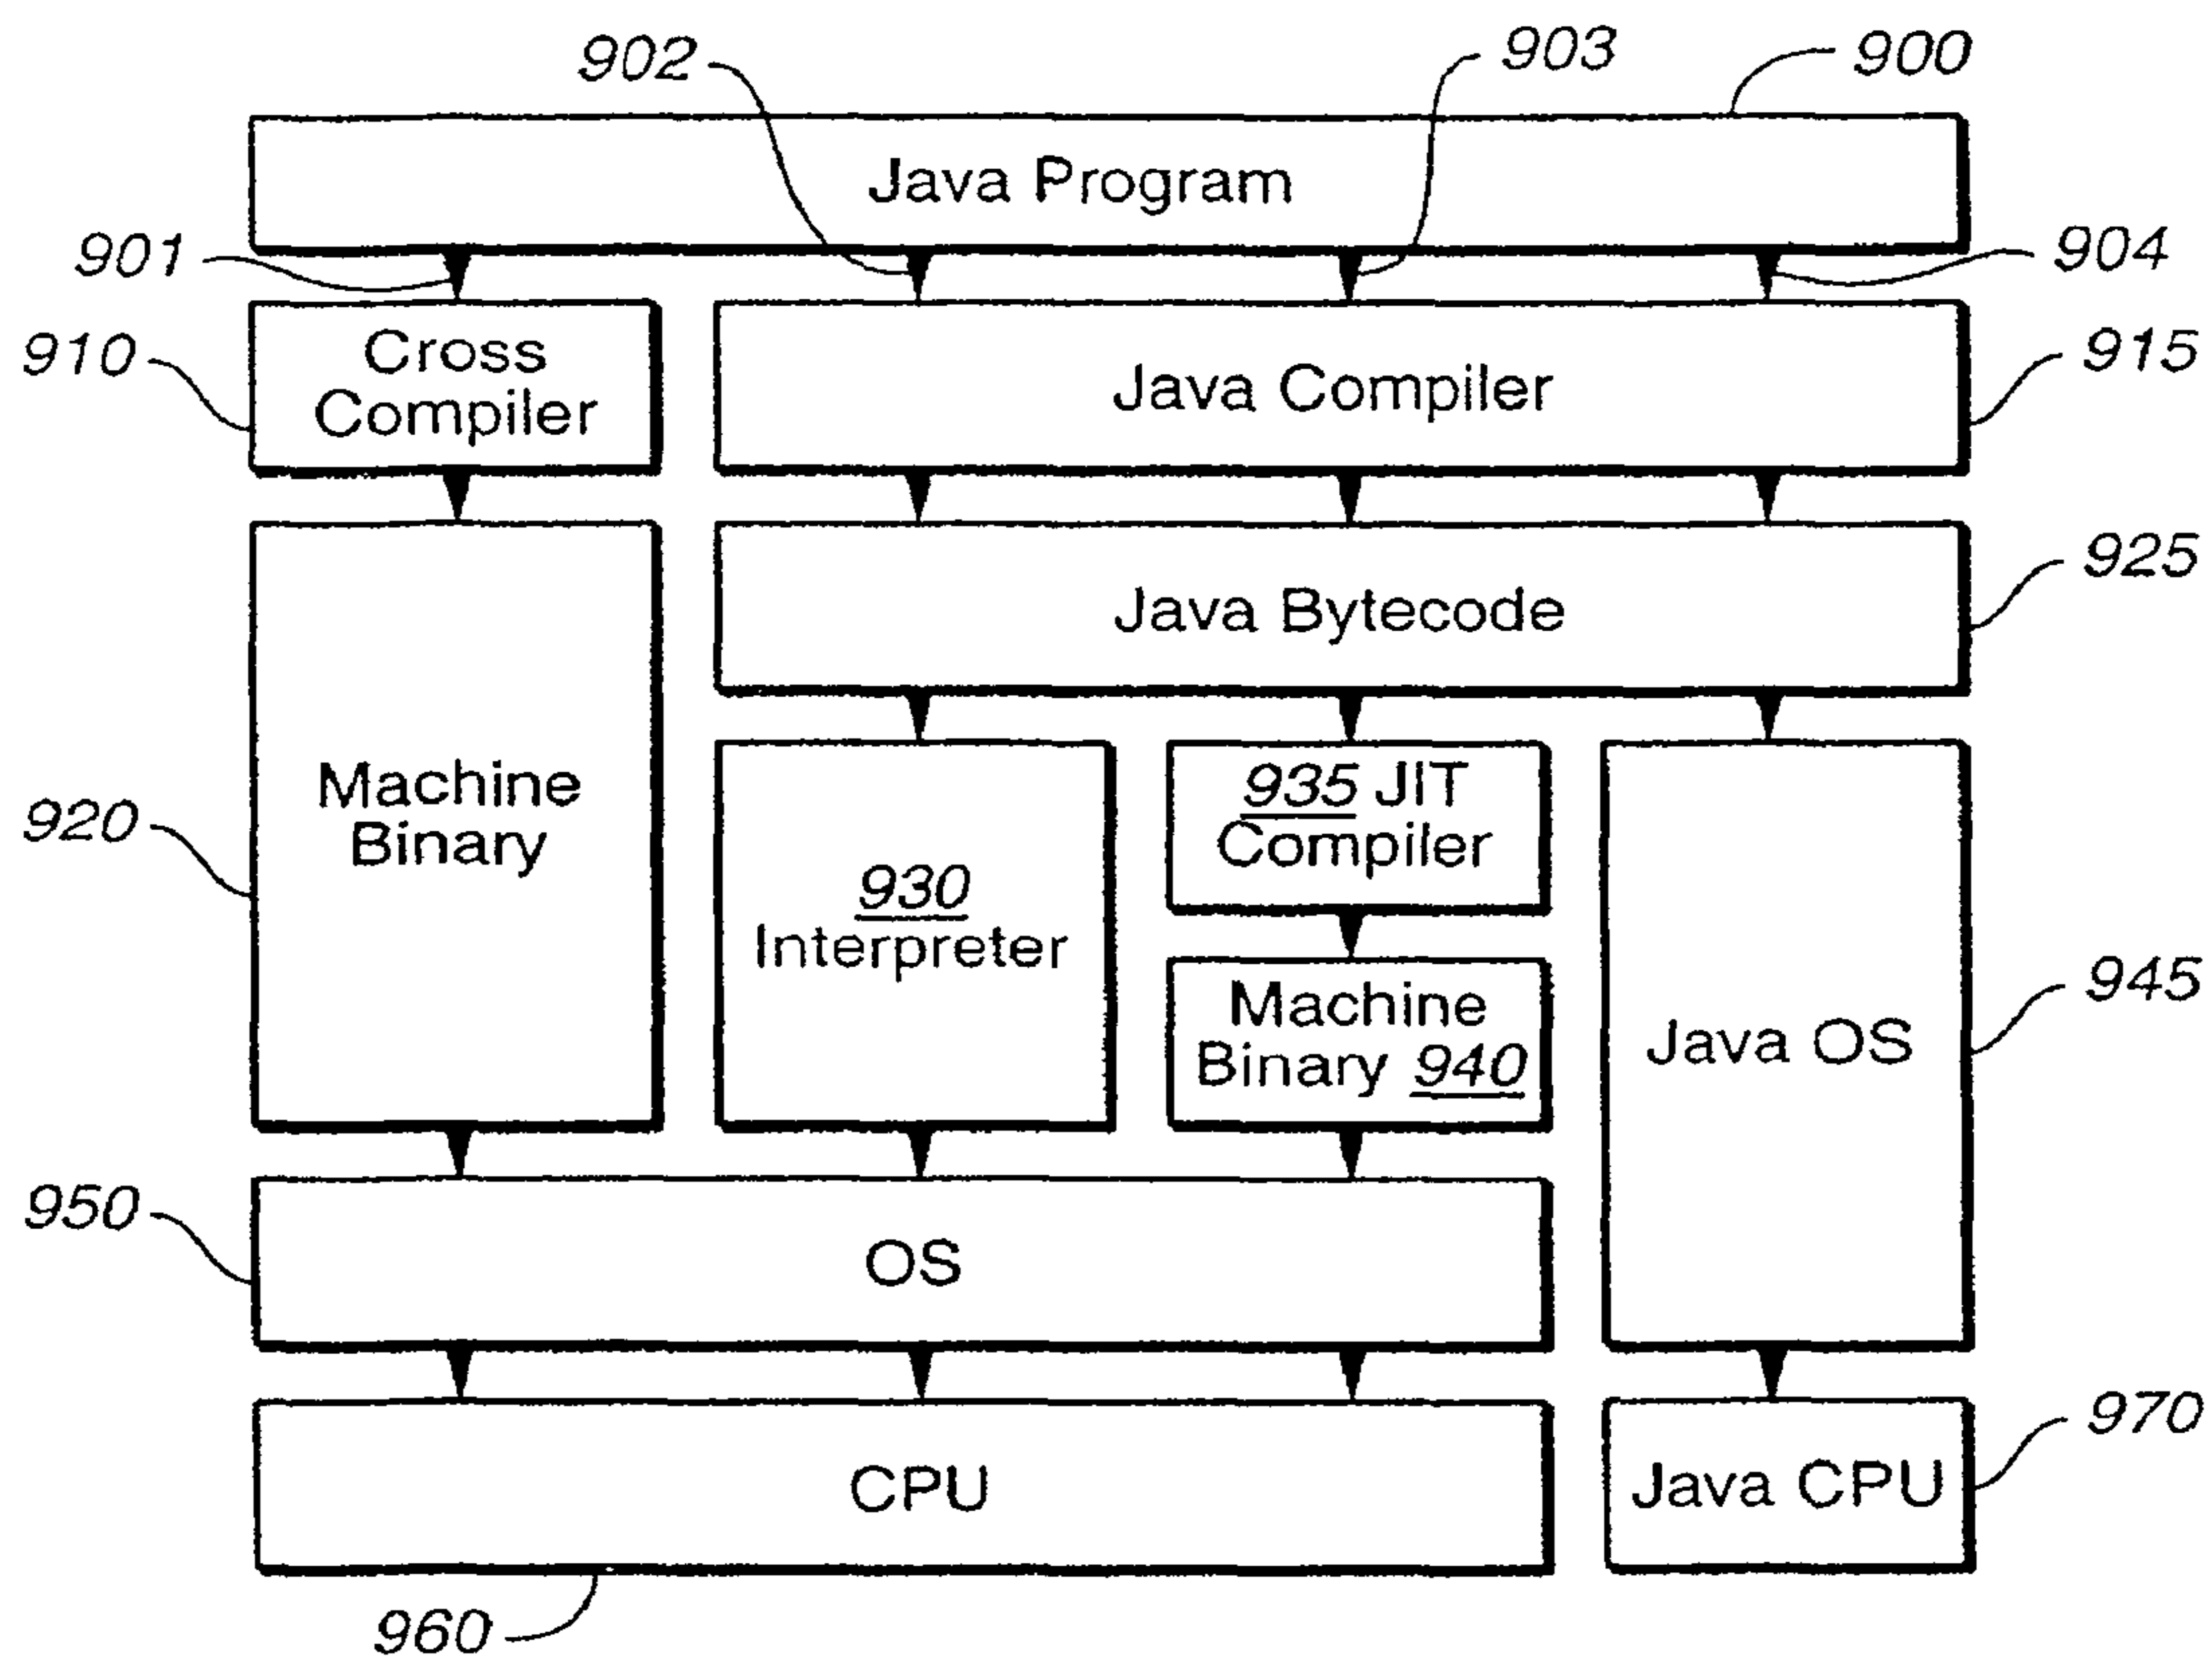 902
903
900
Java Program
901
904
910
Cross
Compiler
Java Compiler
915
Java Bytecode
925
Machine
Binary
920
930
Interpreter
935 JIT
Compiler
Machine
Binary 940
Java OS
945
950
OS
CPU
Java CPU
970
960